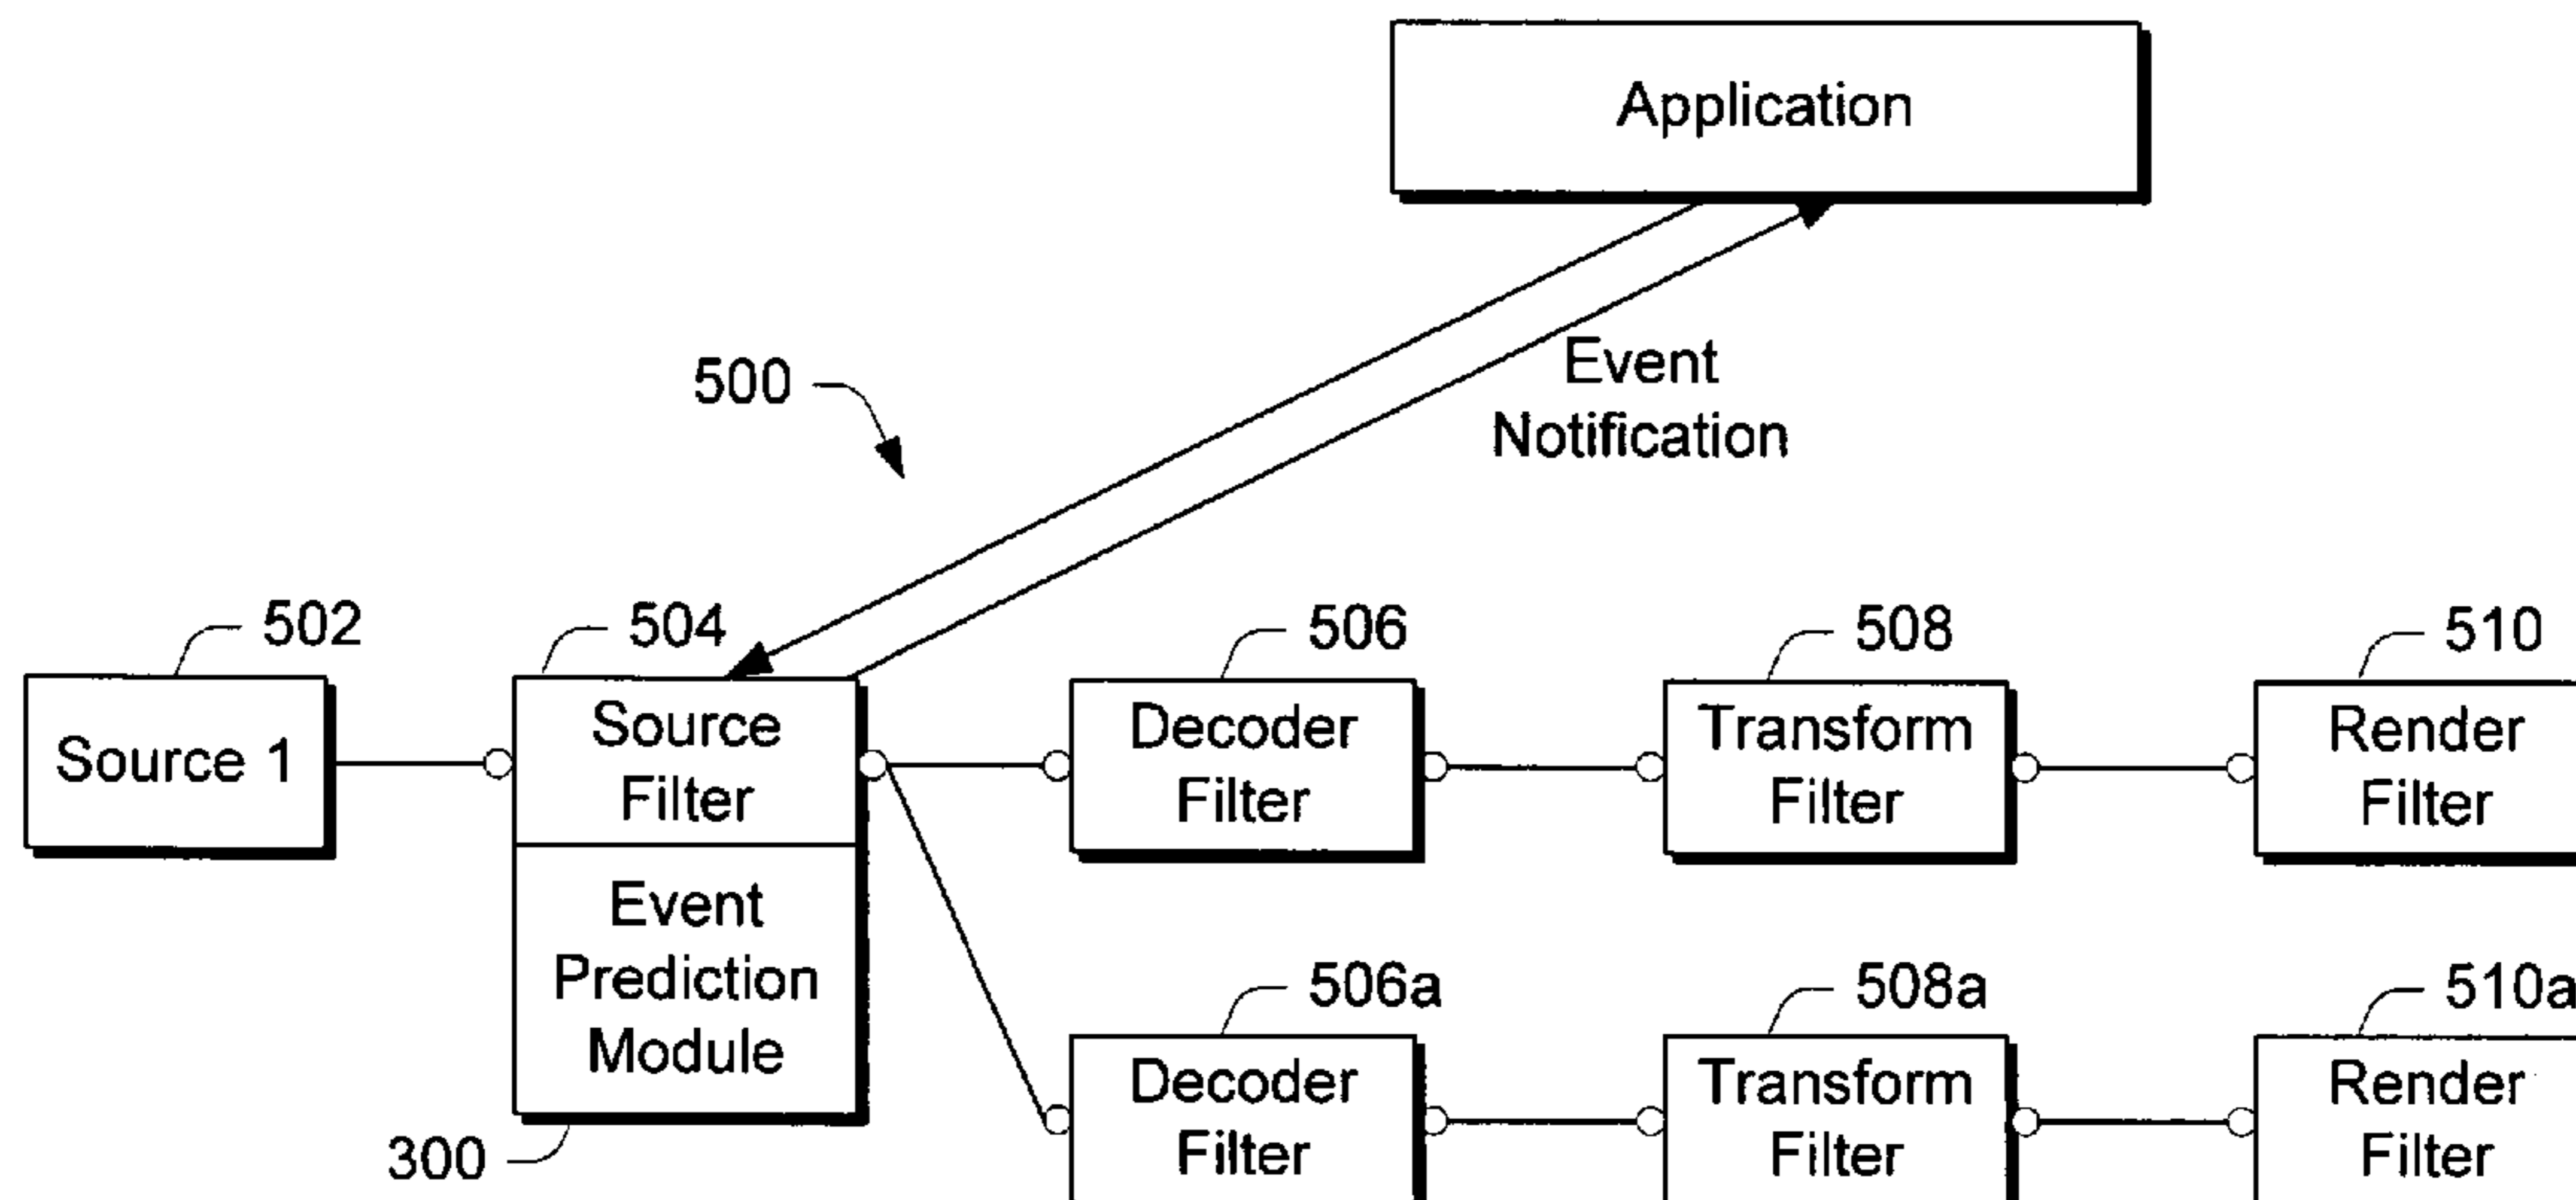 Application
Event
Notification
500
502
504
506
508
510
Source 1
Source
Filter
Decoder
Filter
Transform
Filter
Render
Filter
Event
Prediction
Module
300
506a
508a
510a
Decoder
Filter
Transform
Filter
Render
Filter